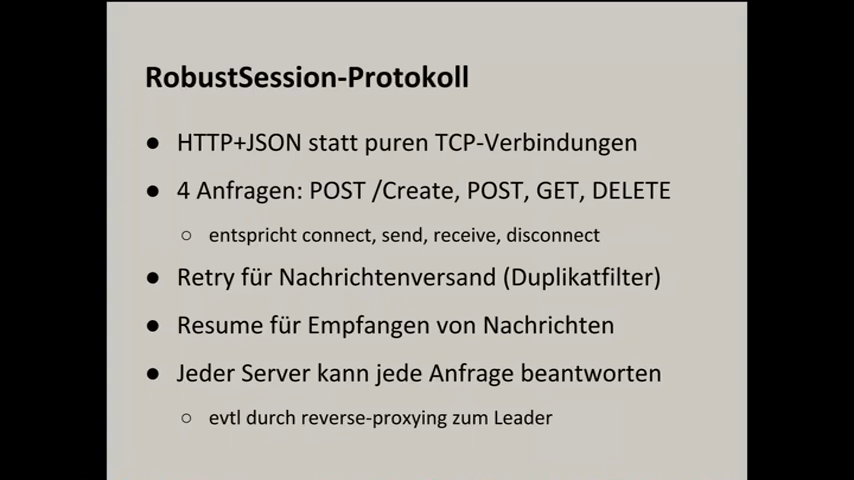 RobustSession-Protokoll
● HTTP+JSON statt puren TCP-Verbindungen
● 4 Anfragen: POST /Create, POST, GET, DELETE
○ entspricht connect, send, receive, disconnect
● Retry für Nachrichtenversand (Duplikatfilter)
● Resume für Empfangen von Nachrichten
● Jeder Server kann jede Anfrage beantworten
○ evtl durch reverse-proxying zum Leader